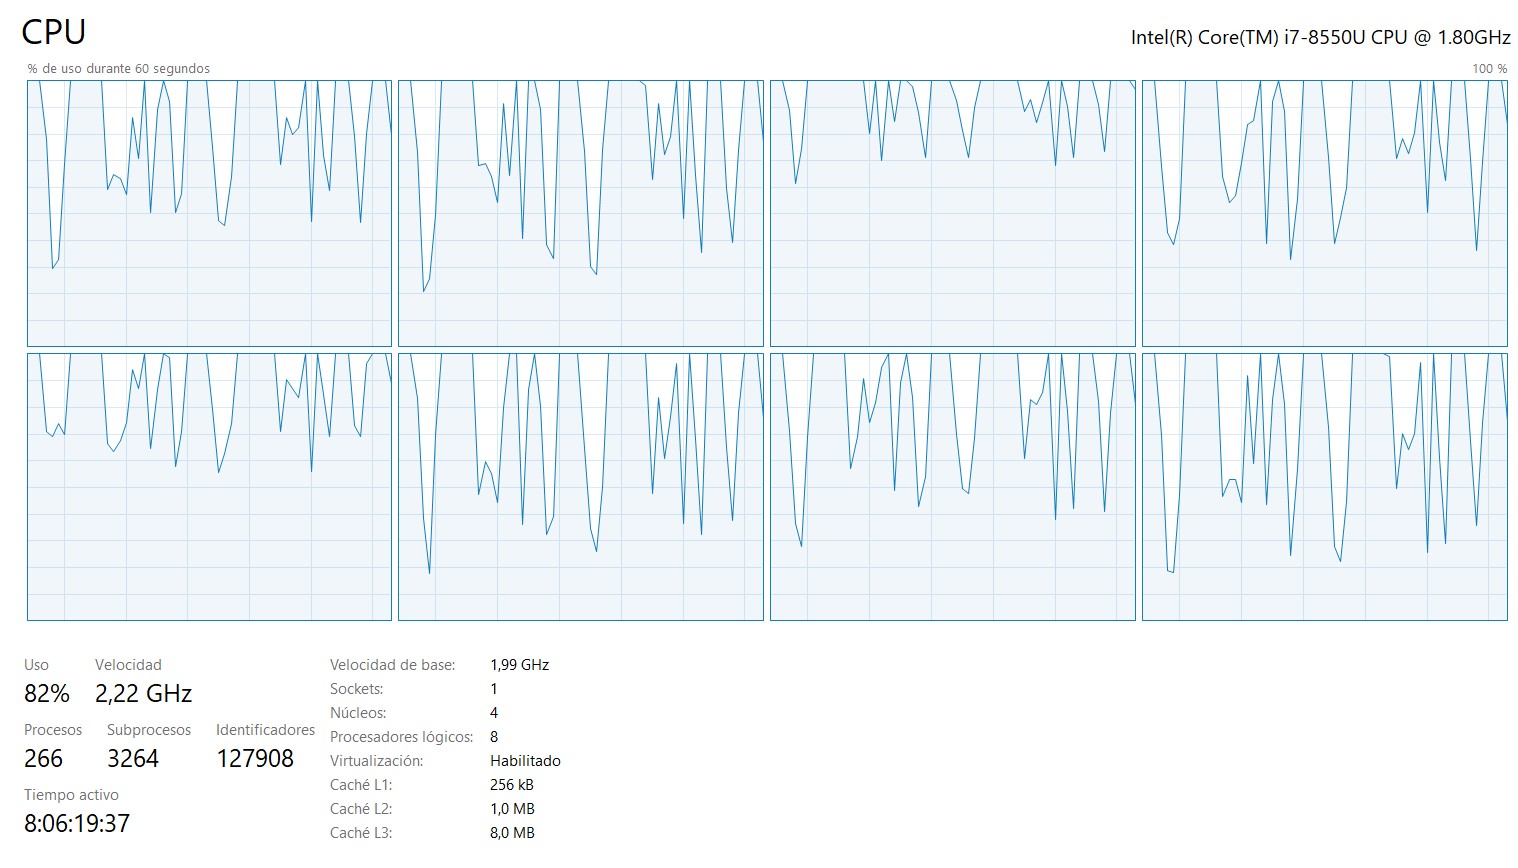 CPU
Intel(R) Core(TM) i7-8550U CPU @ 1.80GHz
% de uso durante 60 segundos
100 %
Uso
Velocidad
82%
2,22 GHz
Procesos
Subprocesos
Identificadores
266
3264
127908
Tiempo activo
8:06:19:37
Velocidad de base: 1,99 GHz
Sockets: 1
Núcleos: 4
Procesadores lógicos: 8
Virtualización: Habilitado
Caché L1: 256 kB
Caché L2: 1,0 MB
Caché L3: 8,0 MB